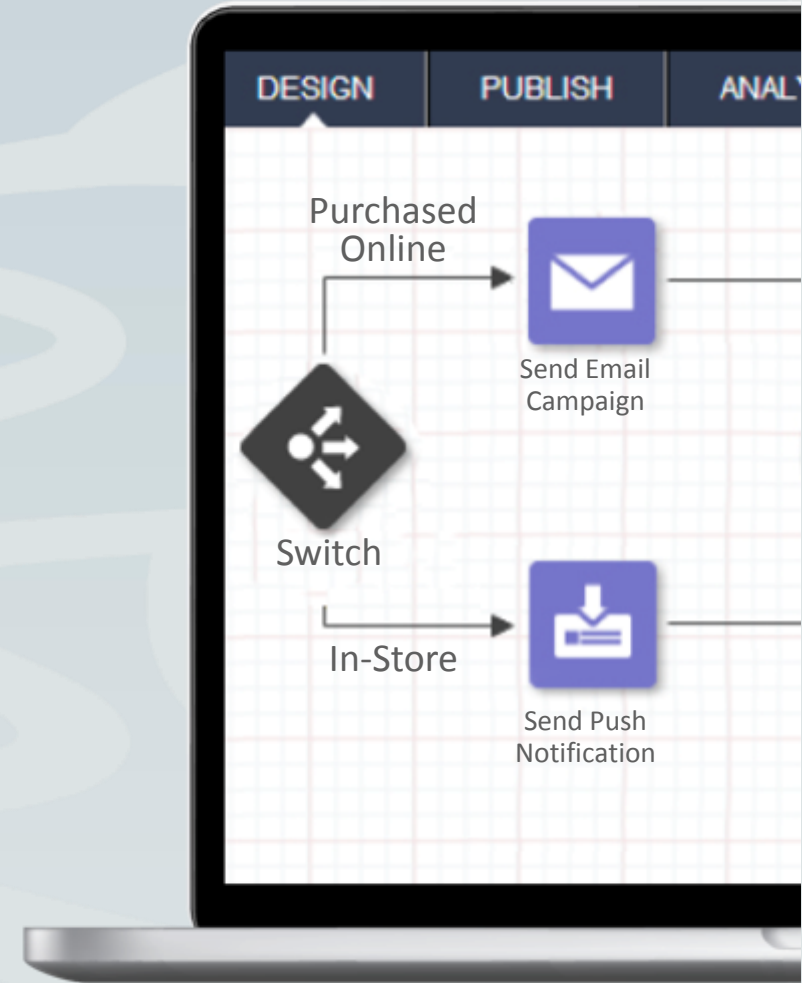 DESIGN PUBLISH
Purchased
Online
Send Email
Campaign
Switch
In-Store
Send Push
Notification